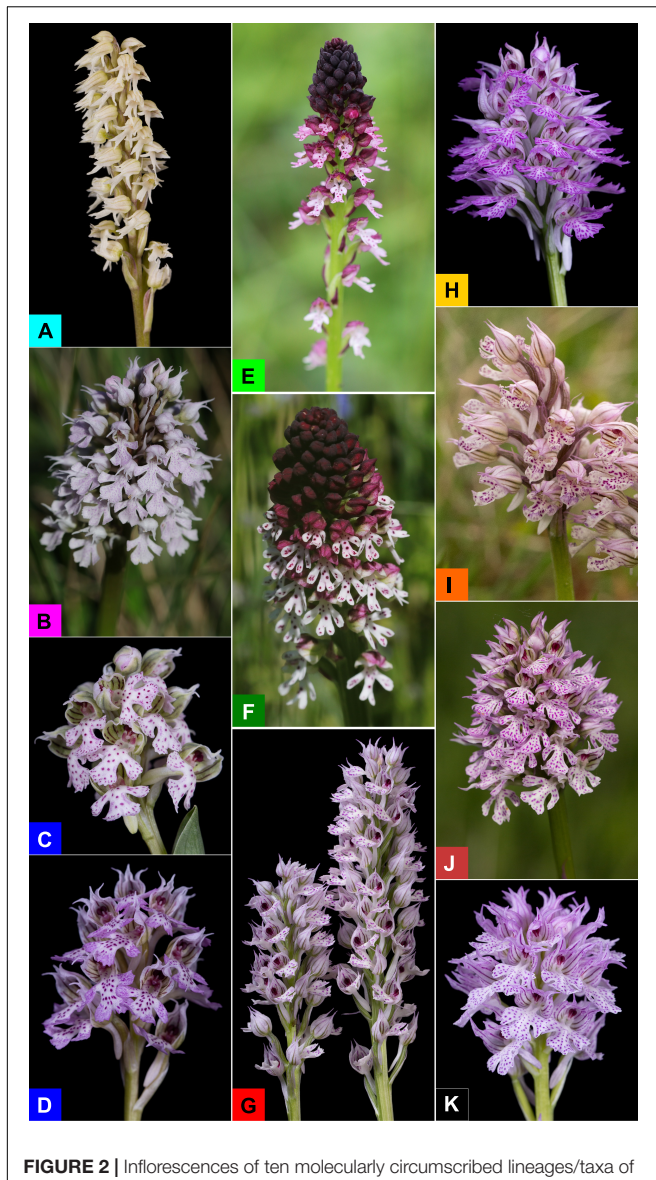 A
B
C
D
E
F
G
H
I
J
K
FIGURE 2 | Inflorescences of ten molecularly circumscribed lineages/taxa of